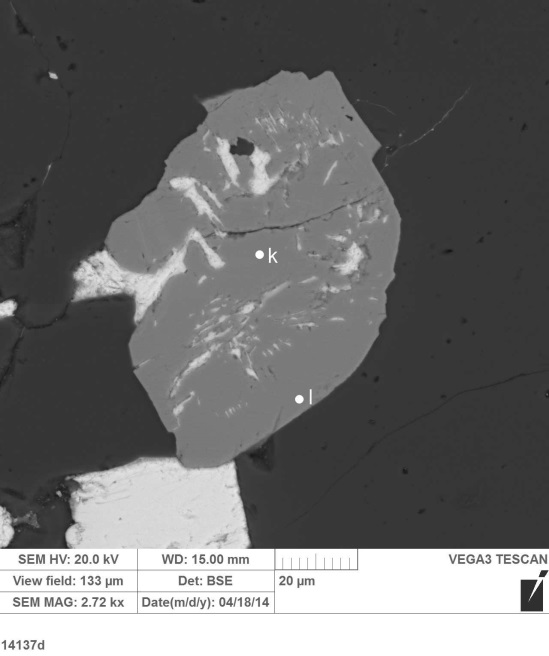 k
l
SEM HV: 20.0 kV WD: 15.00 mm VEGA3 TESCAN
View field: 133 µm Det: BSE 20 µm
SEM MAG: 2.72 kx Date(m/d/y): 04/18/14
14137d